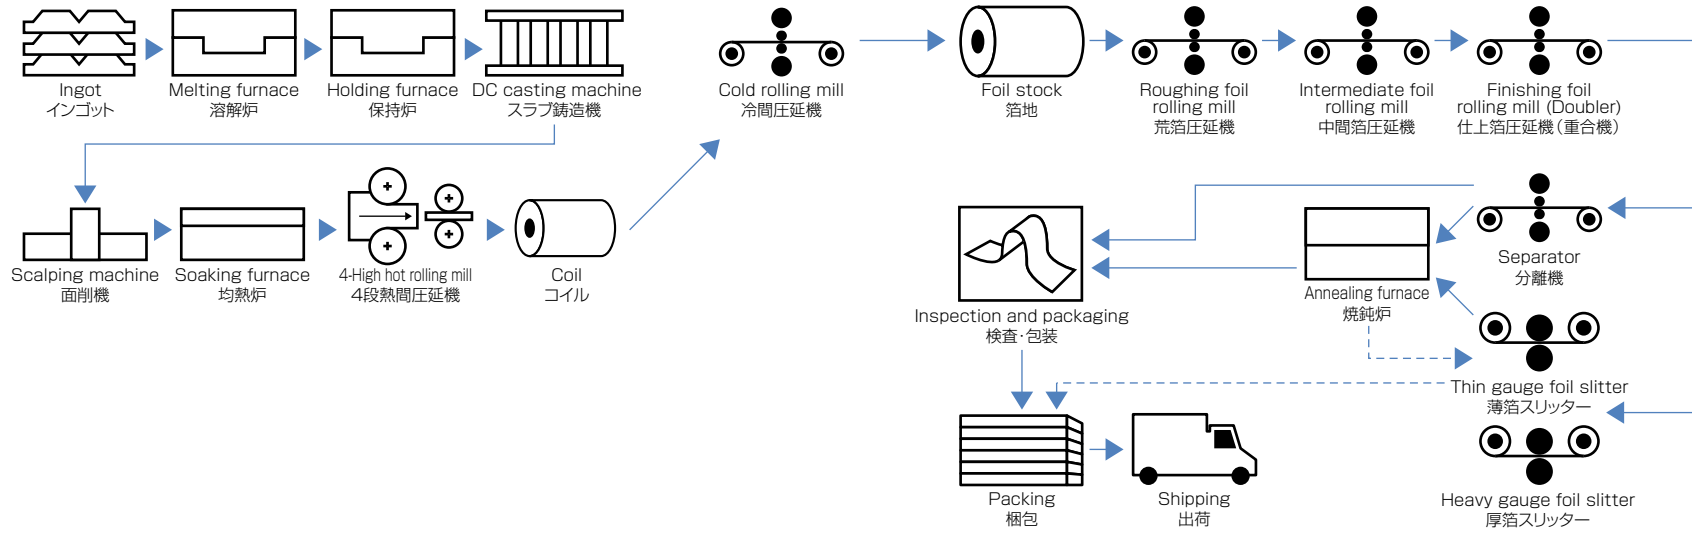 Ingot
インゴット
Melting furnace
溶解炉
Holding furnace
保持炉
DC casting machine
スラブ鋳造機
Cold rolling mill
冷間圧延機
Foil stock
箔地
Roughing foil
rolling mill
荒箔圧延機
Intermediate foil
rolling mill
中間箔圧延機
Finishing foil
rolling mill (Doubler)
仕上箔圧延機(重合機)
Scalping machine
面削機
Soaking furnace
均熱炉
4-High hot rolling mill
4段熱間圧延機
Coil
コイル
Separator
分離機
Annealing furnace
焼鈍炉
Inspection and packaging
検査・包装
Thin gauge foil slitter
薄箔スリッター
Heavy gauge foil slitter
厚箔スリッター
Packing
梱包
Shipping
出荷